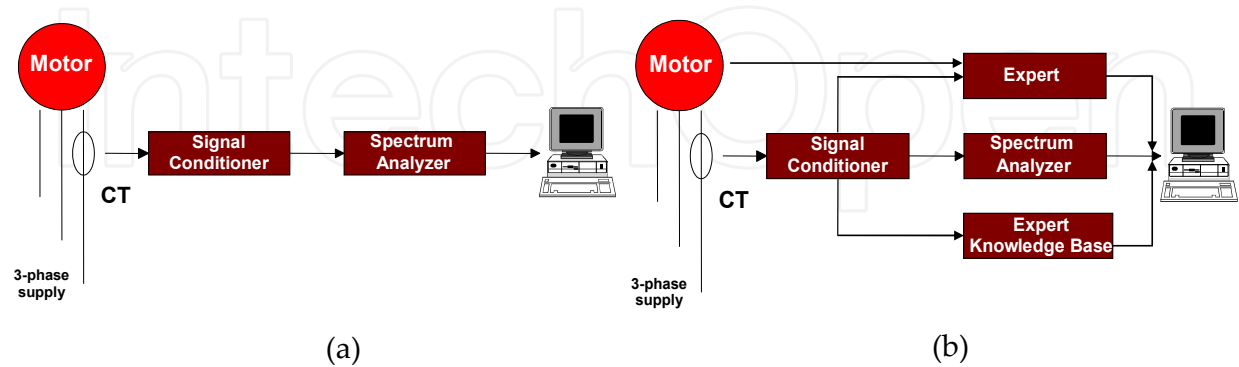 IntechOpen
Motor
Signal
Conditioner
Spectrum
Analyzer
CT
3-phase
supply
(a)
Motor
Expert
Signal
Conditioner
Spectrum
Analyzer
CT
Expert
Knowledge Base
3-phase
supply
(b)